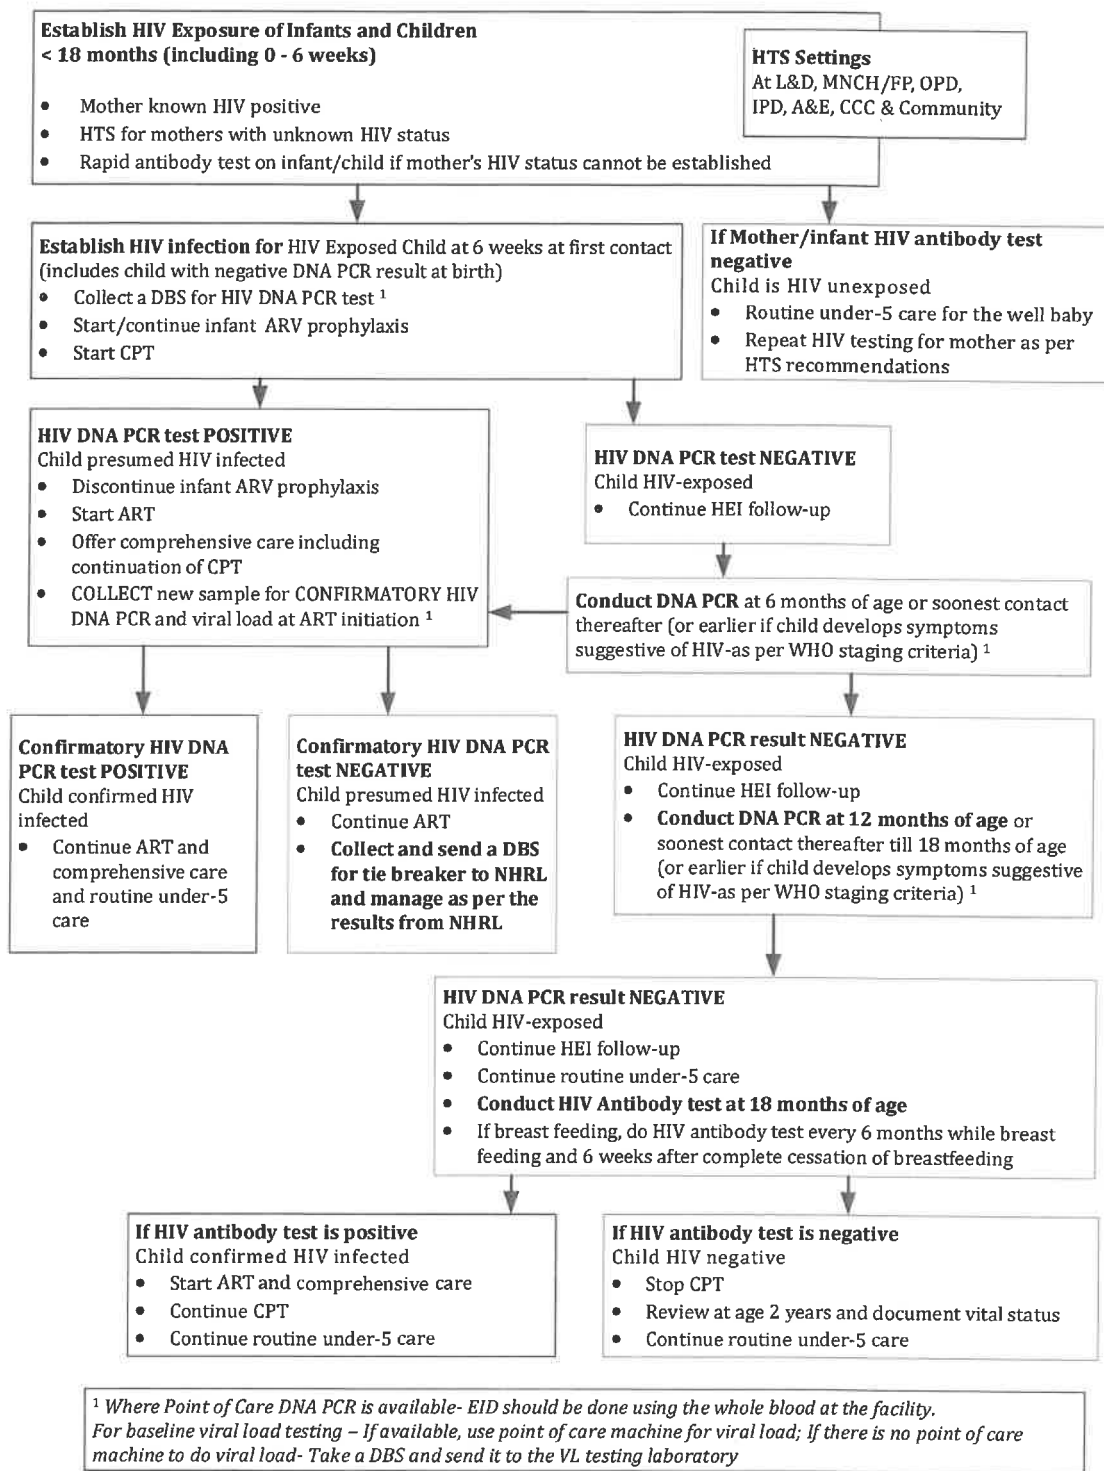 Establish HIV Exposure of Infants and Children
< 18 months (including 0 - 6 weeks)
• Mother known HIV positive
• HTS for mothers with unknown HIV status
• Rapid antibody test on infant/child if mother's HIV status cannot be established
HTS Settings
At L&D, MNCH/FP, OPD,
IPD, A&E, CCC & Community
Establish HIV infection for HIV Exposed Child at 6 weeks at first contact
(includes child with negative DNA PCR result at birth)
• Collect a DBS for HIV DNA PCR test ¹
• Start/continue infant ARV prophylaxis
• Start CPT
If Mother/infant HIV antibody test
negative
Child is HIV unexposed
• Routine under-5 care for the well baby
• Repeat HIV testing for mother as per
HTS recommendations
HIV DNA PCR test POSITIVE
Child presumed HIV infected
• Discontinue infant ARV prophylaxis
• Start ART
• Offer comprehensive care including
continuation of CPT
• COLLECT new sample for CONFIRMATORY HIV
DNA PCR and viral load at ART initiation ¹
HIV DNA PCR test NEGATIVE
Child HIV-exposed
• Continue HEI follow-up
Conduct DNA PCR at 6 months of age or soonest contact
thereafter (or earlier if child develops symptoms
suggestive of HIV-as per WHO staging criteria) ¹
Confirmatory HIV DNA
PCR test POSITIVE
Child confirmed HIV
infected
• Continue ART and
comprehensive care
and routine under-5
care
Confirmatory HIV DNA PCR
test NEGATIVE
Child presumed HIV infected
• Continue ART
• Collect and send a DBS
for tie breaker to NHRL
and manage as per the
results from NHRL
HIV DNA PCR result NEGATIVE
Child HIV-exposed
• Continue HEI follow-up
• Conduct DNA PCR at 12 months of age or
soonest contact thereafter till 18 months of age
(or earlier if child develops symptoms suggestive
of HIV-as per WHO staging criteria) ¹
HIV DNA PCR result NEGATIVE
Child HIV-exposed
• Continue HEI follow-up
• Continue routine under-5 care
• Conduct HIV Antibody test at 18 months of age
• If breast feeding, do HIV antibody test every 6 months while breast
feeding and 6 weeks after complete cessation of breastfeeding
If HIV antibody test is positive
Child confirmed HIV infected
• Start ART and comprehensive care
• Continue CPT
• Continue routine under-5 care
If HIV antibody test is negative
Child HIV negative
• Stop CPT
• Review at age 2 years and document vital status
• Continue routine under-5 care
¹ Where Point of Care DNA PCR is available- EID should be done using the whole blood at the facility.
For baseline viral load testing – If available, use point of care machine for viral load; If there is no point of care
machine to do viral load- Take a DBS and send it to the VL testing laboratory